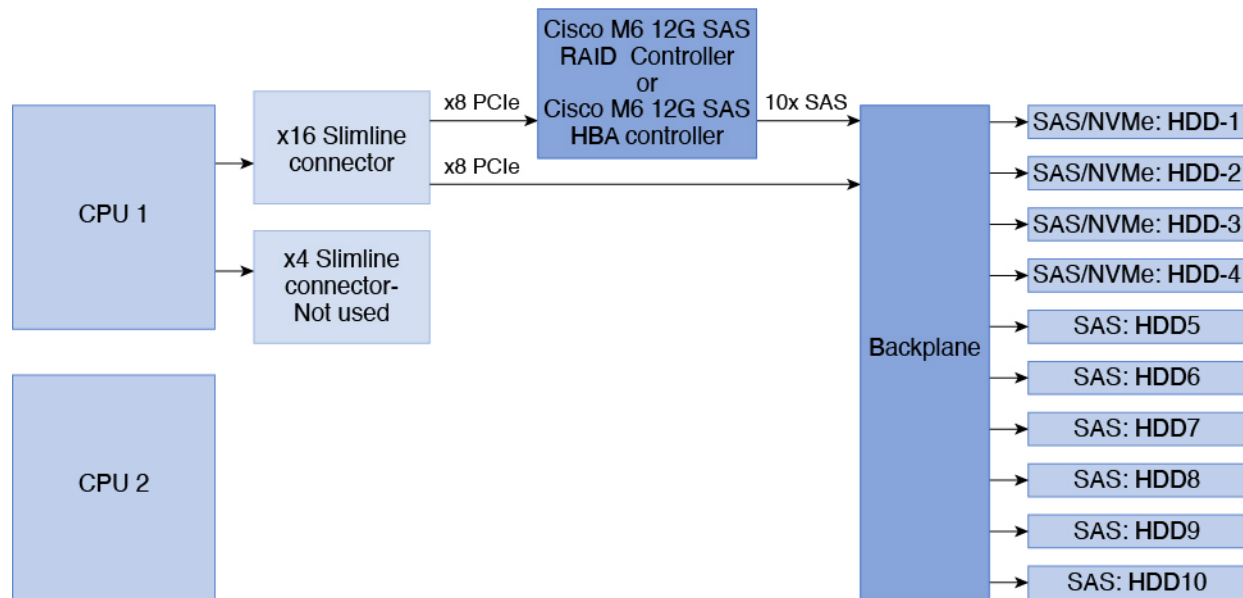 CPU 1
x16 Slimline
connector
x4 Slimline
connector-
Not used
x8 PCIe
x8 PCIe
Cisco M6 12G SAS
RAID Controller
or
Cisco M6 12G SAS
HBA controller
10x SAS
Backplane
SAS/NVMe: HDD-1
SAS/NVMe: HDD-2
SAS/NVMe: HDD-3
SAS/NVMe: HDD-4
SAS: HDD5
SAS: HDD6
SAS: HDD7
SAS: HDD8
SAS: HDD9
SAS: HDD10
CPU 2